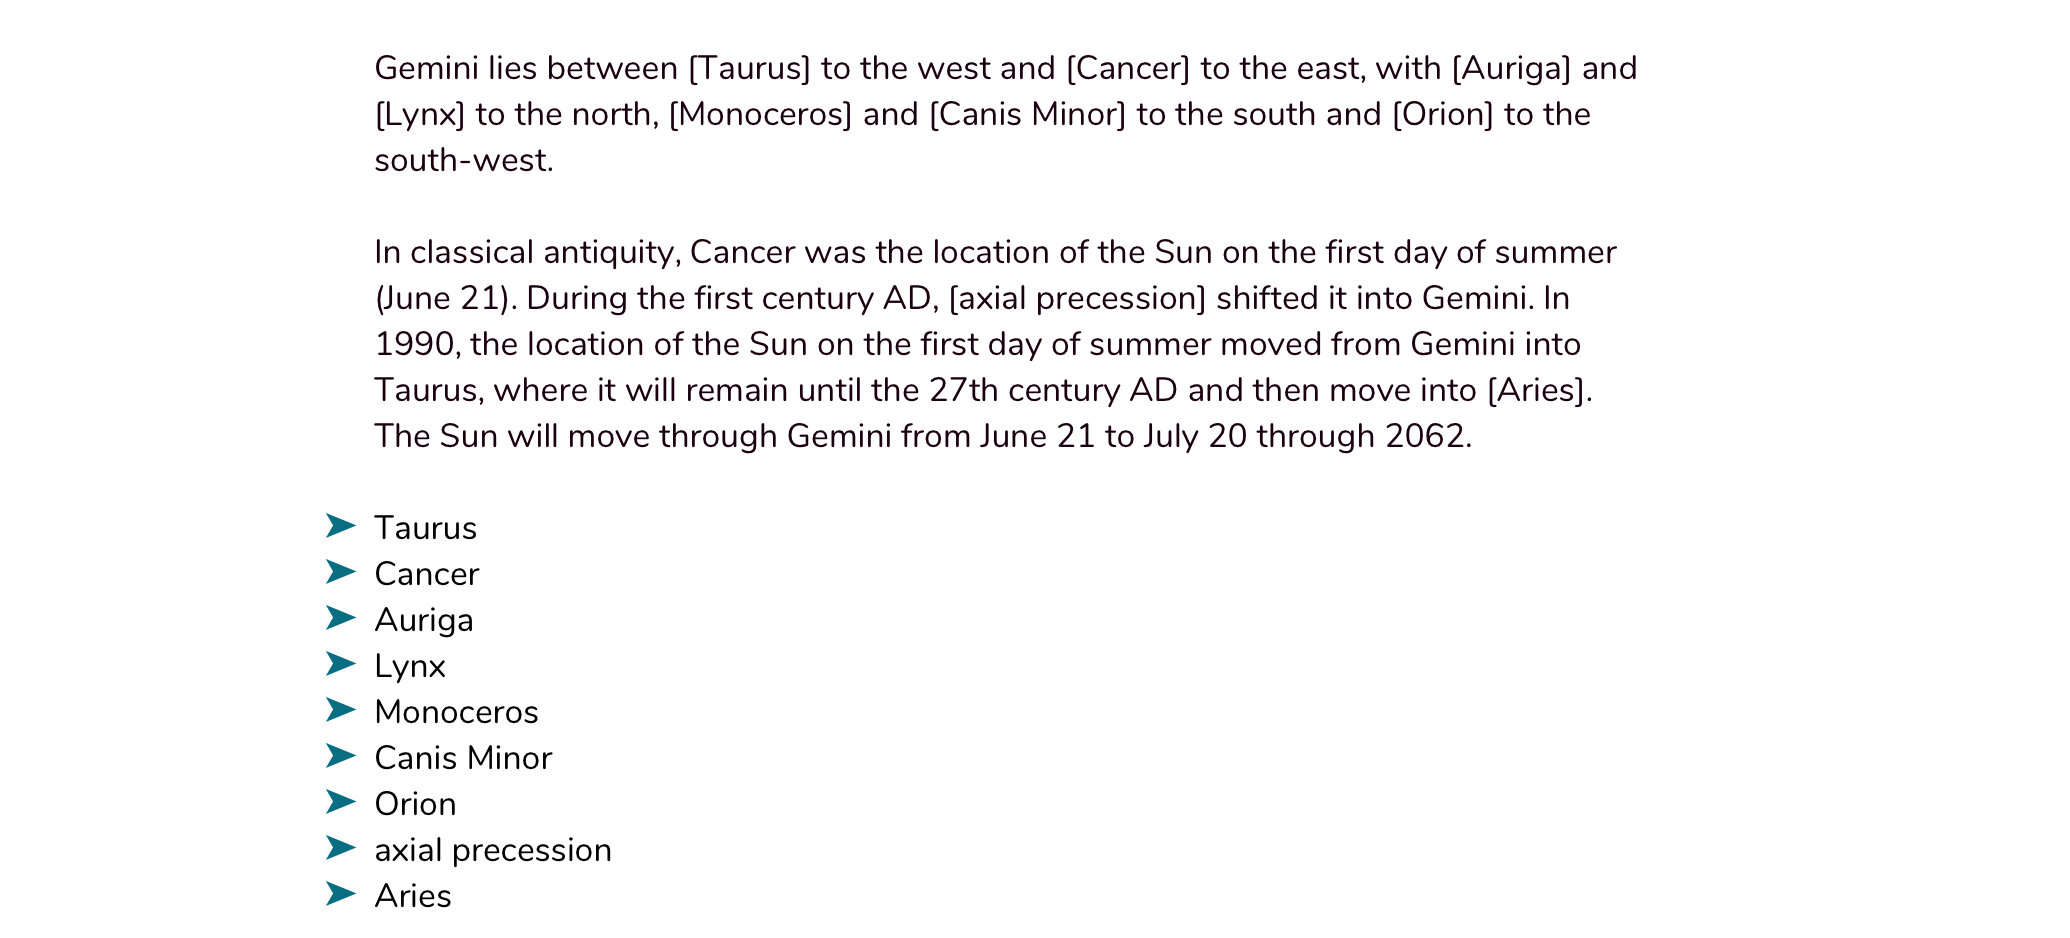 Gemini lies between [Taurus] to the west and [Cancer] to the east, with [Auriga] and
[Lynx] to the north, [Monoceros] and [Canis Minor] to the south and [Orion] to the
south-west.
In classical antiquity, Cancer was the location of the Sun on the first day of summer
(June 21). During the first century AD, [axial precession] shifted it into Gemini. In
1990, the location of the Sun on the first day of summer moved from Gemini into
Taurus, where it will remain until the 27th century AD and then move into [Aries].
The Sun will move through Gemini from June 21 to July 20 through 2062.
➤ Taurus
➤ Cancer
➤ Auriga
➤ Lynx
➤ Monoceros
➤ Canis Minor
➤ Orion
➤ axial precession
➤ Aries